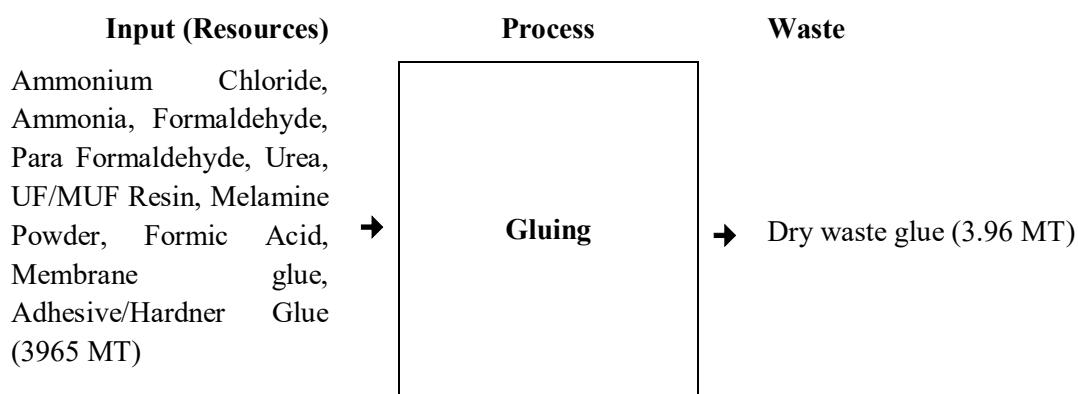 Input (Resources) Process Waste
Ammonium Chloride,
Ammonia, Formaldehyde,
Para Formaldehyde, Urea,
UF/MUF Resin, Melamine
Powder, Formic Acid,
Membrane glue,
Adhesive/Hardner Glue
(3965 MT)
Gluing
Dry waste glue (3.96 MT)